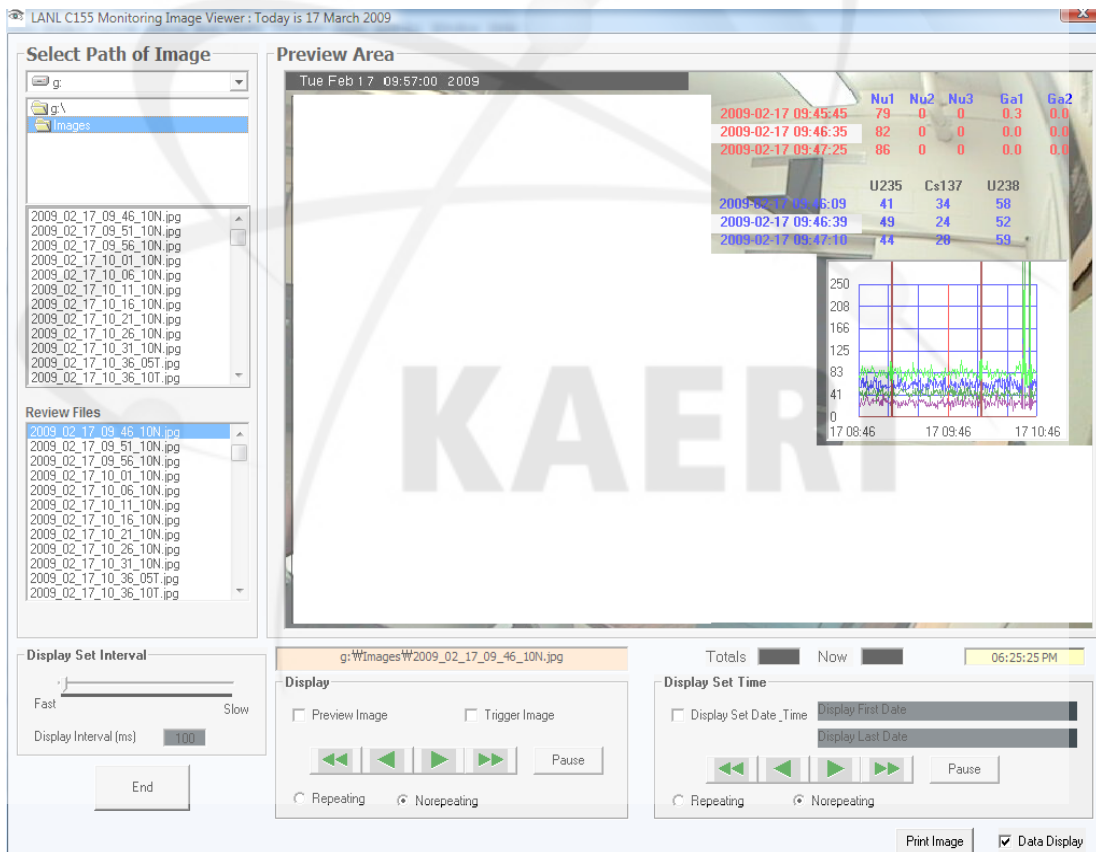 LANL C155 Monitoring Image Viewer : Today is 17 March 2009
Select Path of Image
g:
g:\
Images
2009_02_17_09_46_10N.jpg
2009_02_17_09_51_10N.jpg
2009_02_17_09_56_10N.jpg
2009_02_17_10_01_10N.jpg
2009_02_17_10_06_10N.jpg
2009_02_17_10_11_10N.jpg
2009_02_17_10_16_10N.jpg
2009_02_17_10_21_10N.jpg
2009_02_17_10_26_10N.jpg
2009_02_17_10_31_10N.jpg
2009_02_17_10_36_05T.jpg
2009_02_17_10_36_10T.jpg
Review Files
2009_02_17_09_46_10N.jpg
2009_02_17_09_51_10N.jpg
2009_02_17_09_56_10N.jpg
2009_02_17_10_01_10N.jpg
2009_02_17_10_06_10N.jpg
2009_02_17_10_11_10N.jpg
2009_02_17_10_16_10N.jpg
2009_02_17_10_21_10N.jpg
2009_02_17_10_26_10N.jpg
2009_02_17_10_31_10N.jpg
2009_02_17_10_36_05T.jpg
2009_02_17_10_36_10T.jpg
Preview Area
Tue Feb 17 09:57:00 2009
Nu1 Nu2 Nu3 Ga1 Ga2
2009-02-17 09:45:45 79 0 0 0.3 0.0
2009-02-17 09:46:35 82 0 0 0.0 0.0
2009-02-17 09:47:25 86 0 0 0.0 0.0
U235 Cs137 U238
2009-02-17 09:46:09 41 34 58
2009-02-17 09:46:39 49 24 52
2009-02-17 09:47:10 44 28 59
250
208
166
125
83
41
0
17 08:46 17 09:46 17 10:46
KAERI
Display Set Interval
Fast
Slow
Display Interval (ms) 100
End
g:₩Images₩2009_02_17_09_46_10N.jpg
Totals Now 06:25:25 PM
Display
Preview Image Trigger Image
Pause
Repeating Norepeating
Display Set Time
Display Set Date_Time Display First Date
Display Last Date
Pause
Repeating Norepeating
Print Image Data Display